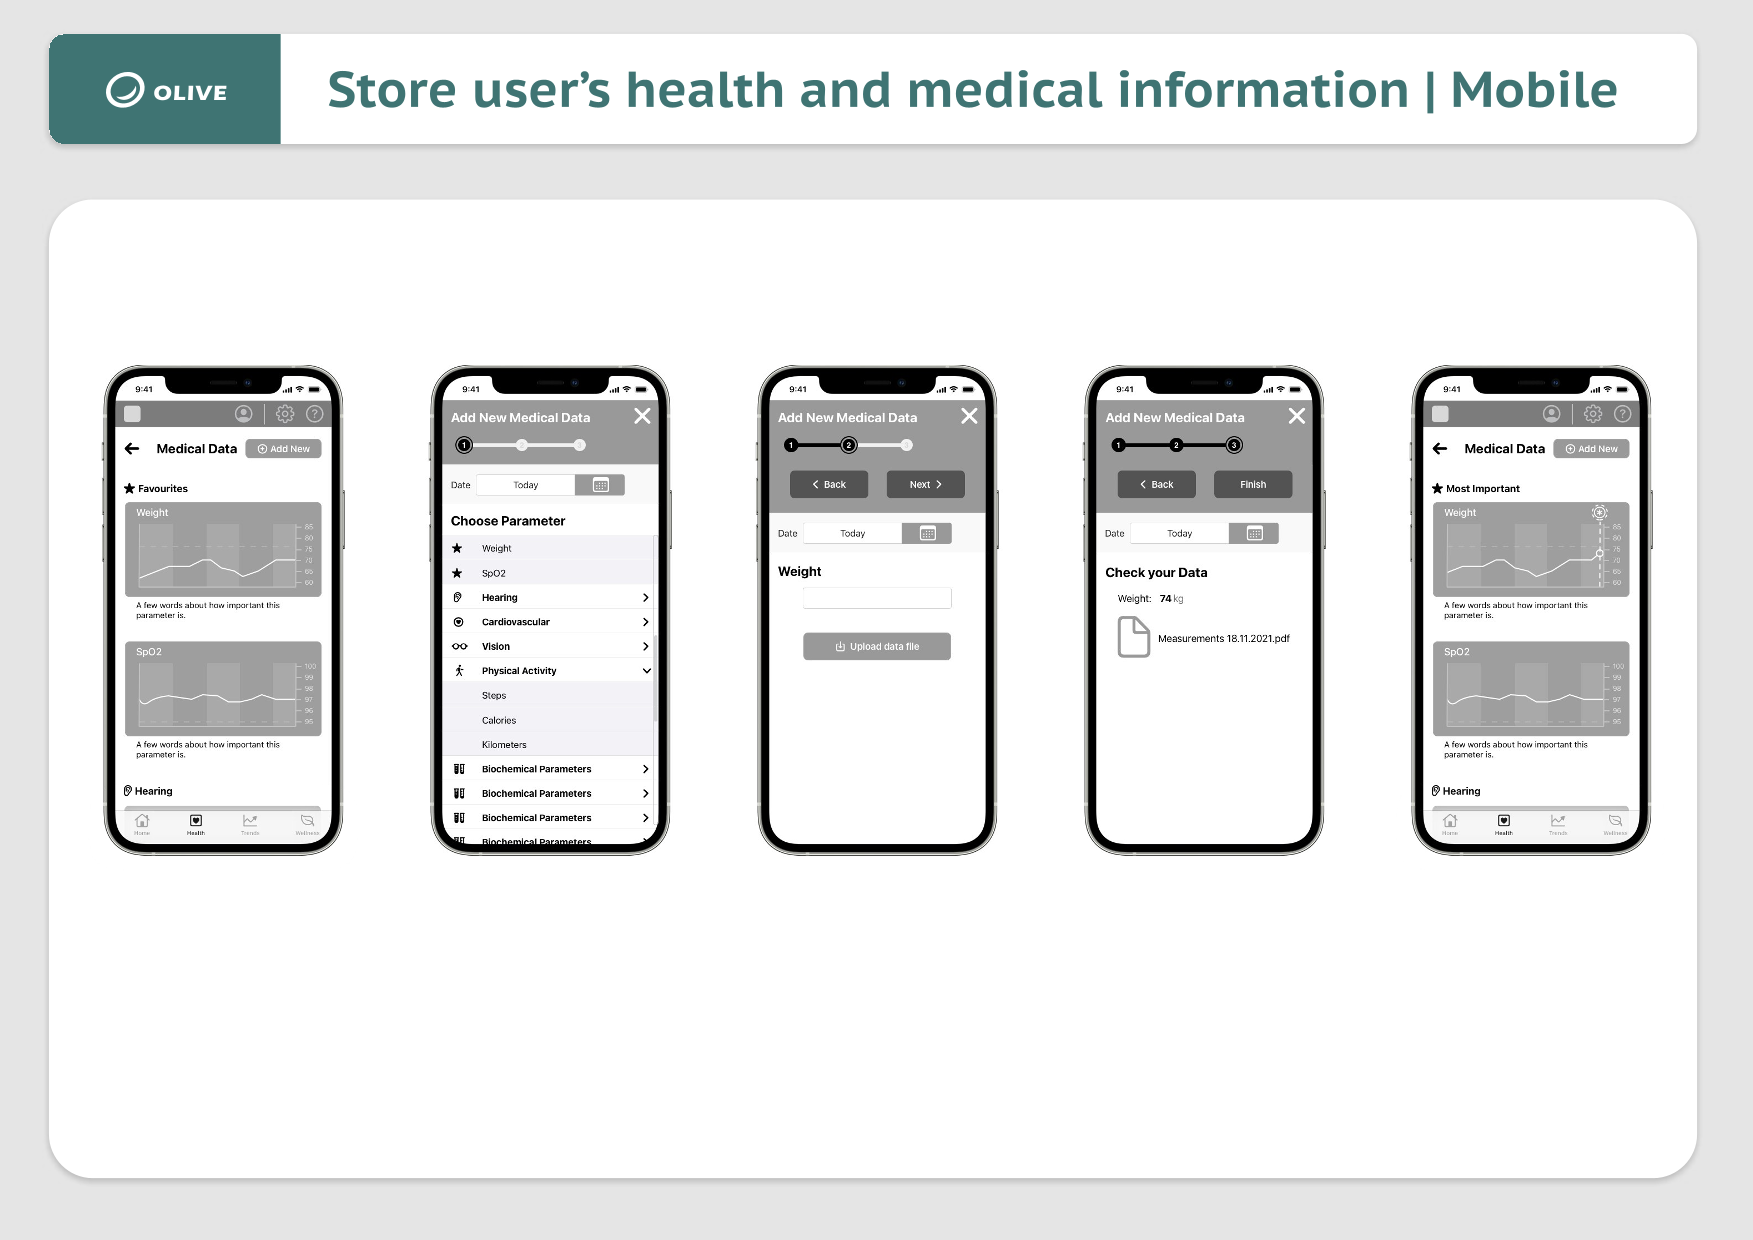 OLIVE
Store user’s health and medical information | Mobile
9:41
Medical Data
Add New
Favourites
Weight
85
80
75
70
65
60
A few words about how important this
parameter is.
SpO2
100
99
98
97
96
95
A few words about how important this
parameter is.
Hearing
Home
Health
Trends
Wellness
9:41
Add New Medical Data
1
2
3
Date
Today
Choose Parameter
Weight
SpO2
Hearing
Cardiovascular
Vision
Physical Activity
Steps
Calories
Kilometers
Biochemical Parameters
Biochemical Parameters
Biochemical Parameters
Biochemical Parameters
9:41
Add New Medical Data
1
2
3
Back
Next
Date
Today
Weight
Upload data file
9:41
Add New Medical Data
1
2
3
Back
Finish
Date
Today
Check your Data
Weight: 74 kg
Measurements 18.11.2021.pdf
9:41
Medical Data
Add New
Most Important
Weight
85
80
75
70
65
60
A few words about how important this
parameter is.
SpO2
100
99
98
97
96
95
A few words about how important this
parameter is.
Hearing
Home
Health
Trends
Wellness